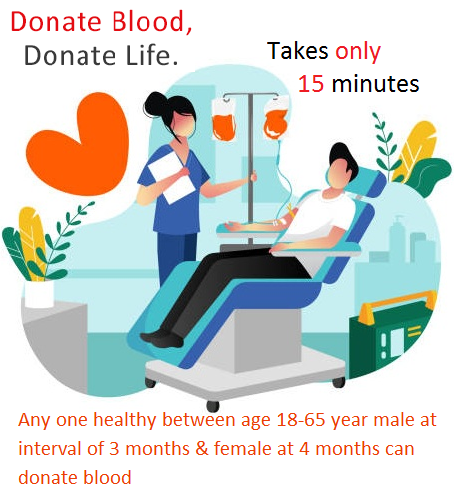 Donate Blood,
Donate Life.
Takes only
15 minutes
Any one healthy between age 18-65 year male at
interval of 3 months & female at 4 months can
donate blood